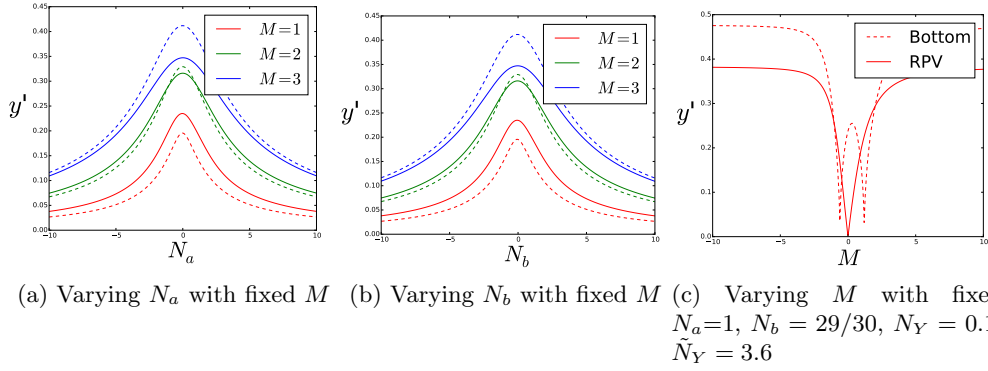 0.45
0.40
0.35
0.30
0.25
0.20
0.15
0.10
0.05
0.00
y'
−10 −5 0 5 10
N_a
M=1
M=2
M=3
0.45
0.40
0.35
0.30
0.25
0.20
0.15
0.10
0.05
0.00
y'
−10 −5 0 5 10
N_b
M=1
M=2
M=3
0.5
0.4
0.3
0.2
0.1
0.0
y'
−10 −5 0 5 10
M
Bottom
RPV
(a) Varying N_a with fixed M
(b) Varying N_b with fixed M
(c) Varying M with fixe
N_a=1, N_b = 29/30, N_Y = 0.1
Ñ_Y = 3.6